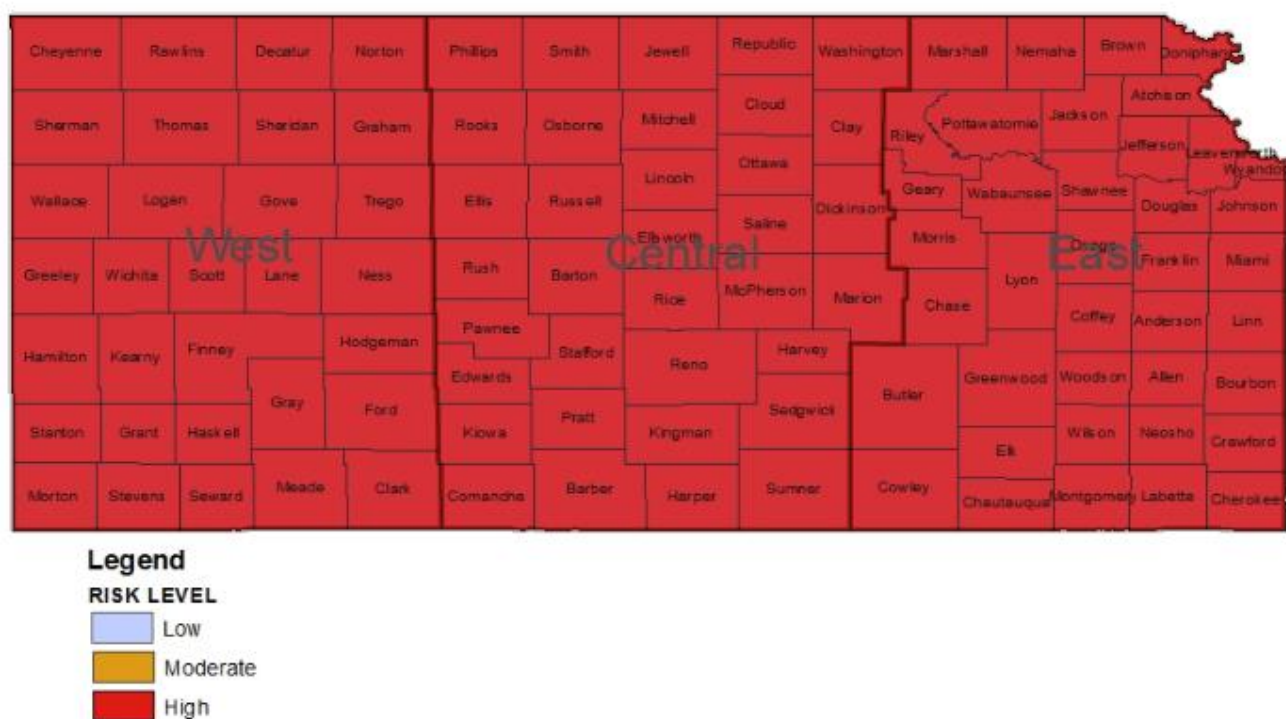 Cheyenne Rawlins Decatur Norton Phillips Smith Jewell Republic Washington Marshall Nemaha Brown Doniphan
Sherman Thomas Sheridan Graham Rooks Osborne Mitchell Cloud Clay Riley Pottawatomie Jackson Atchison
Lincoln Ottawa Jefferson Leavenworth
Wallace Logan Gove Trego Ellis Russell Saline Dickinson Geary Wabaunsee Shawnee Douglas Johnson
West Central East
Ellsworth Morris
Greeley Wichita Scott Lane Ness Rush Barton Rice McPherson Marion Chase Lyon Franklin Miami
Hamilton Kearny Finney Hodgeman Pawnee Stafford Reno Harvey Coffey Anderson Linn
Edwards Gray Ford Pratt Sedgwick Butler Greenwood Woodson Allen Bourbon
Stanton Grant Haskell Kiowa Kingman Elk Wilson Neosho Crawford
Morton Stevens Seward Meade Clark Comanche Barber Harper Sumner Cowley Chautauqua Montgomery Labette Cherokee
Legend
RISK LEVEL
Low
Moderate
High